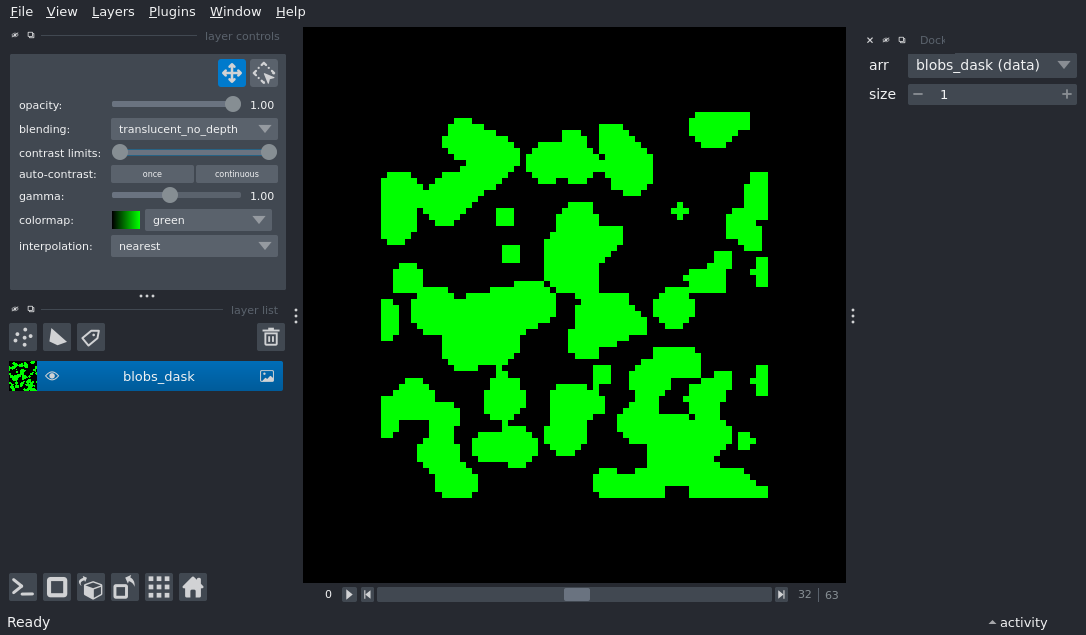 File View Layers Plugins Window Help
layer controls
opacity: 1.00
blending: translucent_no_depth
contrast limits:
auto-contrast: once continuous
gamma: 1.00
colormap: green
interpolation: nearest
layer list
blobs_dask
0 32 63
Dock
arr blobs_dask (data)
size 1
Ready
activity